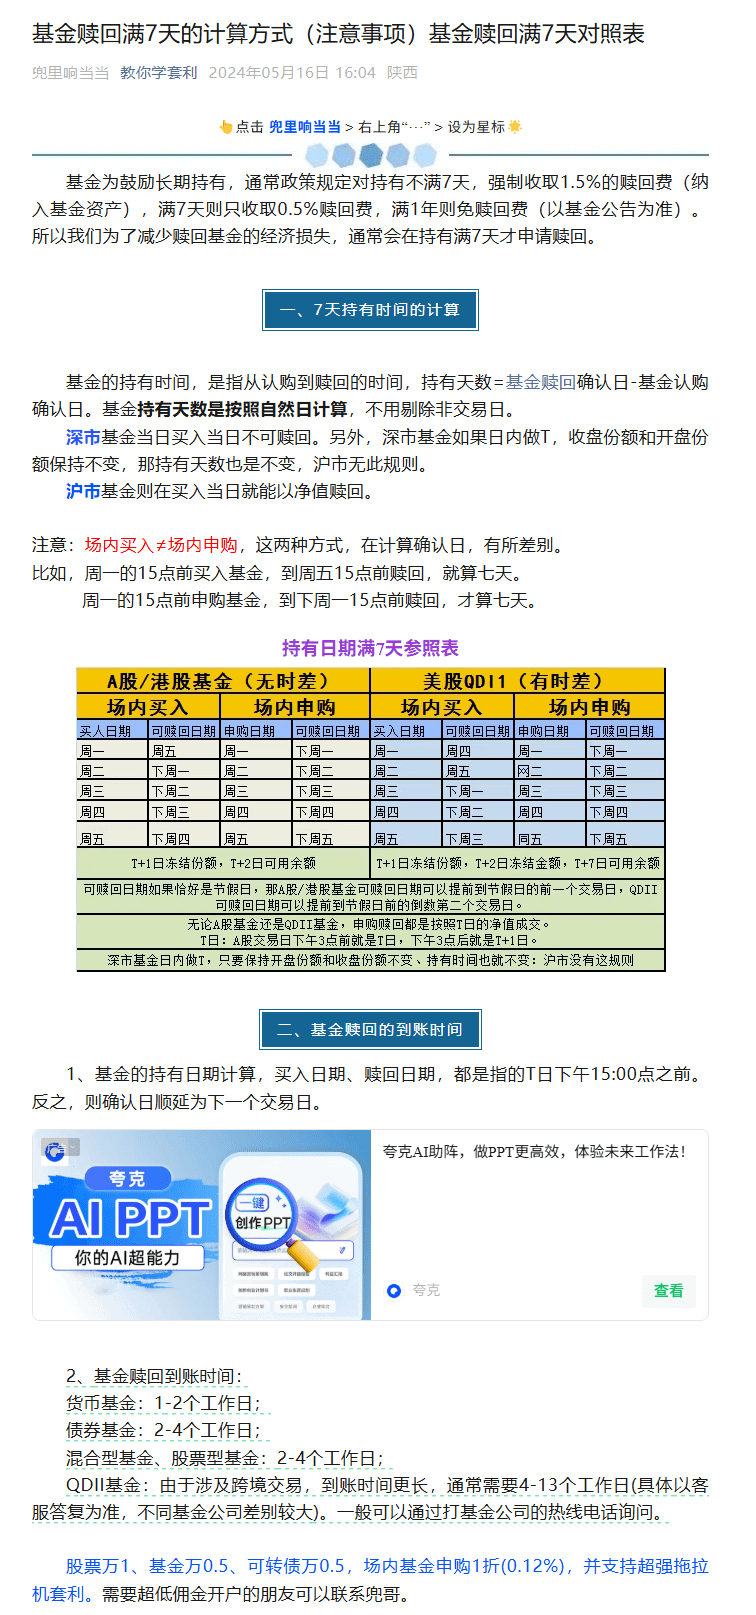 基金赎回满7天的计算方式（注意事项）基金赎回满7天对照表
兜里响当当 教你学套利 2024年05月16日 16:04 陕西
👆点击 兜里响当当 > 右上角“···” > 设为星标🌟
基金为鼓励长期持有，通常政策规定对持有不满7天，强制收取1.5%的赎回费（纳
入基金资产），满7天则只收取0.5%赎回费，满1年则免赎回费（以基金公告为准）。
所以我们为了减少赎回基金的经济损失，通常会在持有满7天才申请赎回。
一、7天持有时间的计算
基金的持有时间，是指从认购到赎回的时间，持有天数=基金赎回确认日-基金认购
确认日。基金持有天数是按照自然日计算，不用剔除非交易日。
深市基金当日买入当日不可赎回。另外，深市基金如果日内做T，收盘份额和开盘份
额保持不变，那持有天数也是不变，沪市无此规则。
沪市基金则在买入当日就能以净值赎回。
注意：场内买入≠场内申购，这两种方式，在计算确认日，有所差别。
比如，周一的15点前买入基金，到周五15点前赎回，就算七天。
周一的15点前申购基金，到下周一15点前赎回，才算七天。
持有日期满7天参照表
A股/港股基金（无时差） 美股QDI1（有时差）
场内买入 场内申购 场内买入 场内申购
买人日期 可赎回日期 申购日期 可赎回日期 买入日期 可赎回日期 申购日期 可赎回日期
周一 周五 周一 下周一 周一 周四 周一 下周一
周二 下周一 周二 下周二 周二 周五 网二 下周二
周三 下周二 周三 下周三 周三 下周一 周三 下周三
周四 下周三 周四 下周四 周四 下周二 周四 下周四
周五 下周四 周五 下周五 周五 下周三 同五 下周五
T+1日冻结份额，T+2日可用余额 T+1日冻结份额，T+2日冻结金额，T+7日可用余额
可赎回日期如果恰好是节假日，那A股/港股基金可赎回日期可以提前到节假日的前一个交易日，QDII
可赎回日期可以提前到节假日前的倒数第二个交易日。
无论A股基金还是QDII基金，申购赎回都是按照T日的净值成交。
T日：A股交易日下午3点前就是T日，下午3点后就是T+1日。
深市基金日内做T，只要保持开盘份额和收盘份额不变、持有时间也就不变：沪市没有这规则
二、基金赎回的到账时间
1、基金的持有日期计算，买入日期、赎回日期，都是指的T日下午15:00点之前。
反之，则确认日顺延为下一个交易日。
广告
夸克
AI PPT
你的AI超能力
一键
创作PPT
夸克AI助阵，做PPT更高效，体验未来工作法！
夸克
查看
2、基金赎回到账时间：
货币基金：1-2个工作日；
债券基金：2-4个工作日；
混合型基金、股票型基金：2-4个工作日；
QDII基金：由于涉及跨境交易，到账时间更长，通常需要4-13个工作日(具体以客
服答复为准，不同基金公司差别较大)。一般可以通过打基金公司的热线电话询问。
股票万1、基金万0.5、可转债万0.5，场内基金申购1折(0.12%)，并支持超强拖拉
机套利。需要超低佣金开户的朋友可以联系兜哥。